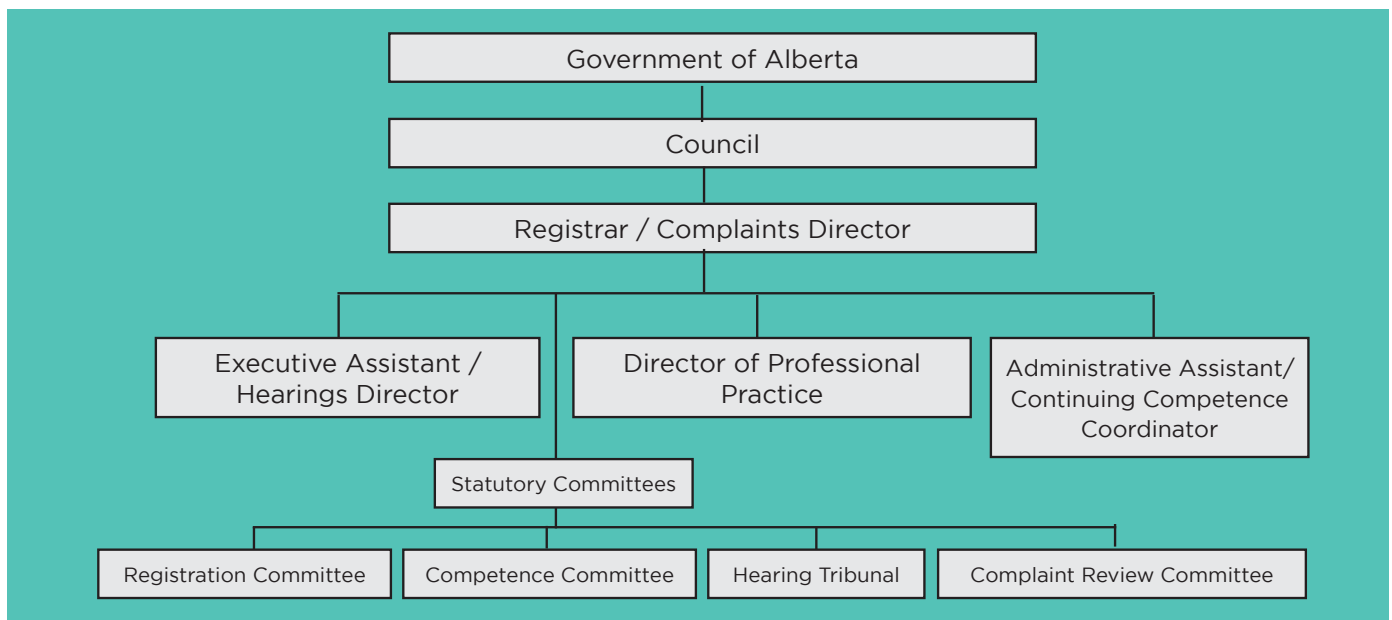 Government of Alberta
Council
Registrar / Complaints Director
Executive Assistant /
Hearings Director
Director of Professional
Practice
Administrative Assistant/
Continuing Competence
Coordinator
Statutory Committees
Registration Committee
Competence Committee
Hearing Tribunal
Complaint Review Committee